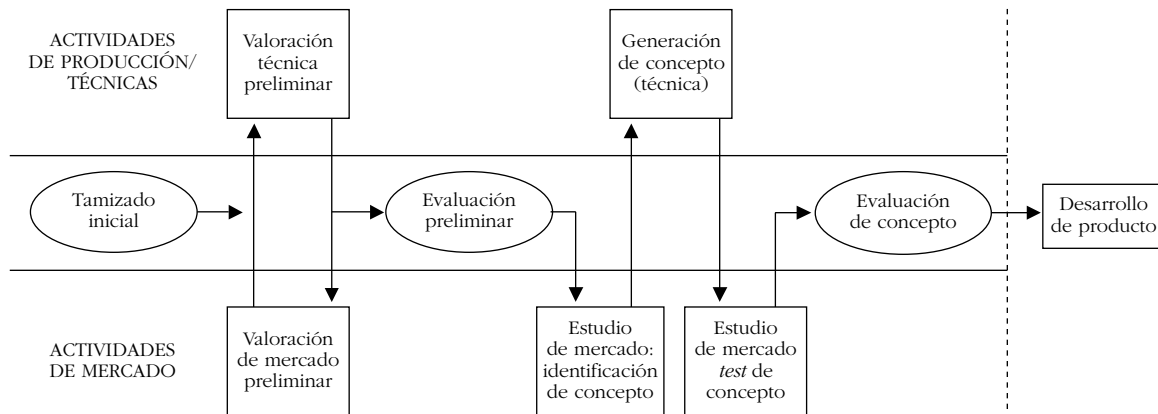 ACTIVIDADES
DE PRODUCCIÓN/
TÉCNICAS
Valoración
técnica
preliminar
Generación
de concepto
(técnica)
Tamizado
inicial
Evaluación
preliminar
Evaluación
de concepto
Desarrollo
de producto
ACTIVIDADES
DE MERCADO
Valoración
de mercado
preliminar
Estudio
de mercado:
identificación
de concepto
Estudio
de mercado
test de
concepto